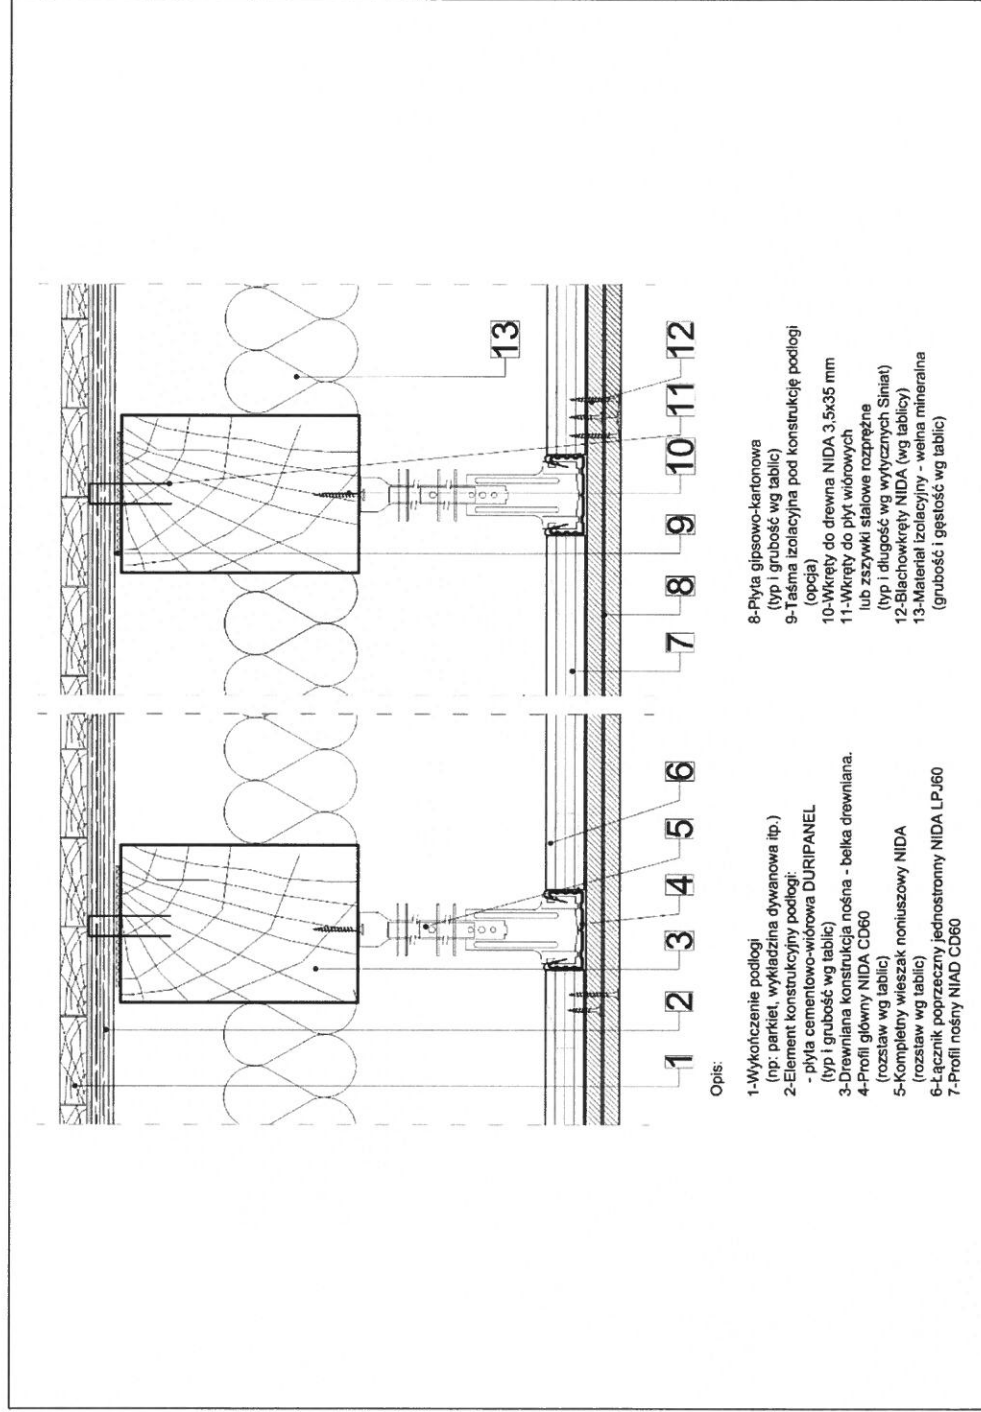 13
1
2
3
4
5
6
7
8
9
10
11
12
Opis:
1-Wykończenie podłogi
(np: parkiet, wykładzina dywanowa itp.)
2-Element konstrukcyjny podłogi:
- płyta cementowo-wiórowa DURIPANEL
(typ i grubość wg tablic)
3-Drewniana konstrukcja nośna - belka drewniana.
4-Profil główny NIDA CD60
(rozstaw wg tablic)
5-Kompletny wieszak noniuszowy NIDA
(rozstaw wg tablic)
6-Łącznik poprzeczny jednostronny NIDA LPJ60
7-Profil nośny NIAD CD60
8-Płyta gipsowo-kartonowa
(typ i grubość wg tablic)
9-Taśma izolacyjna pod konstrukcję podłogi
(opcja)
10-Wkręty do drewna NIDA 3,5x35 mm
11-Wkręty do płyt wiórowych
lub zszywki stalowe rozprężne
(typ i długość wg wytycznych Siniat)
12-Blachowkręty NIDA (wg tablicy)
13-Materiał izolacyjny - wełna mineralna
(grubość i gęstość wg tablic)